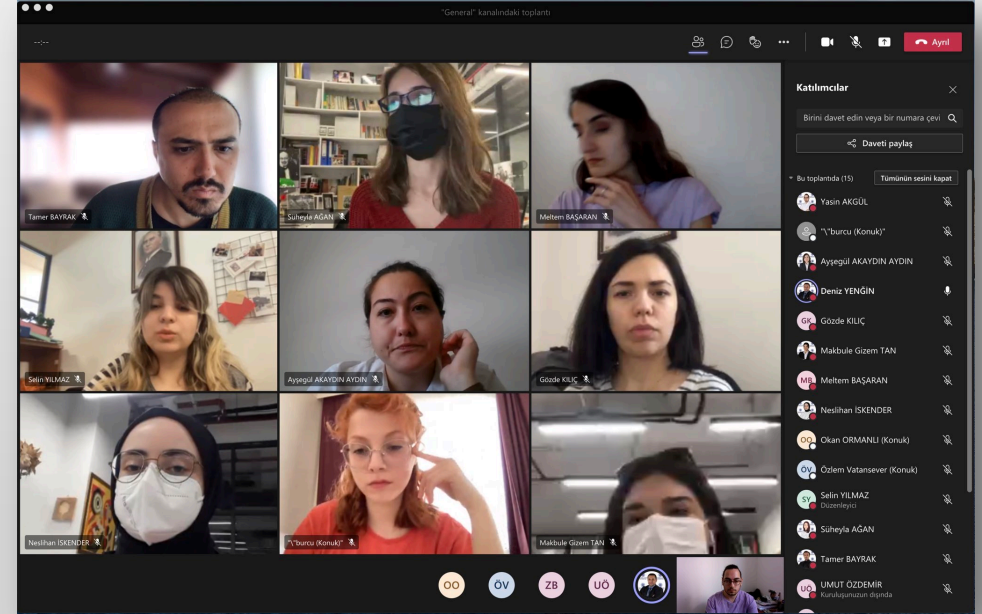 "General" kanalındaki toplantı
--:--
Ayrıl
Tamer BAYRAK
Süheyla AĞAN
Meltem BAŞARAN
Selin YILMAZ
Ayşegül AKAYDIN AYDIN
Gözde KILIÇ
Neslihan İSKENDER
"\"burcu (Konuk)"
Makbule Gizem TAN
OO
ÖV
ZB
UÖ
Katılımcılar
Birini davet edin veya bir numara çevi
Daveti paylaş
Bu toplantıda (15)
Tümünün sesini kapat
Yasin AKGÜL
"\"burcu (Konuk)"
Ayşegül AKAYDIN AYDIN
Deniz YENĞİN
GK Gözde KILIÇ
Makbule Gizem TAN
MB Meltem BAŞARAN
Neslihan İSKENDER
OO Okan ORMANLI (Konuk)
ÖV Özlem Vatansever (Konuk)
SY Selin YILMAZ
Düzenleyici
Süheyla AĞAN
Tamer BAYRAK
UÖ UMUT ÖZDEMİR
Kuruluşunuzun dışında